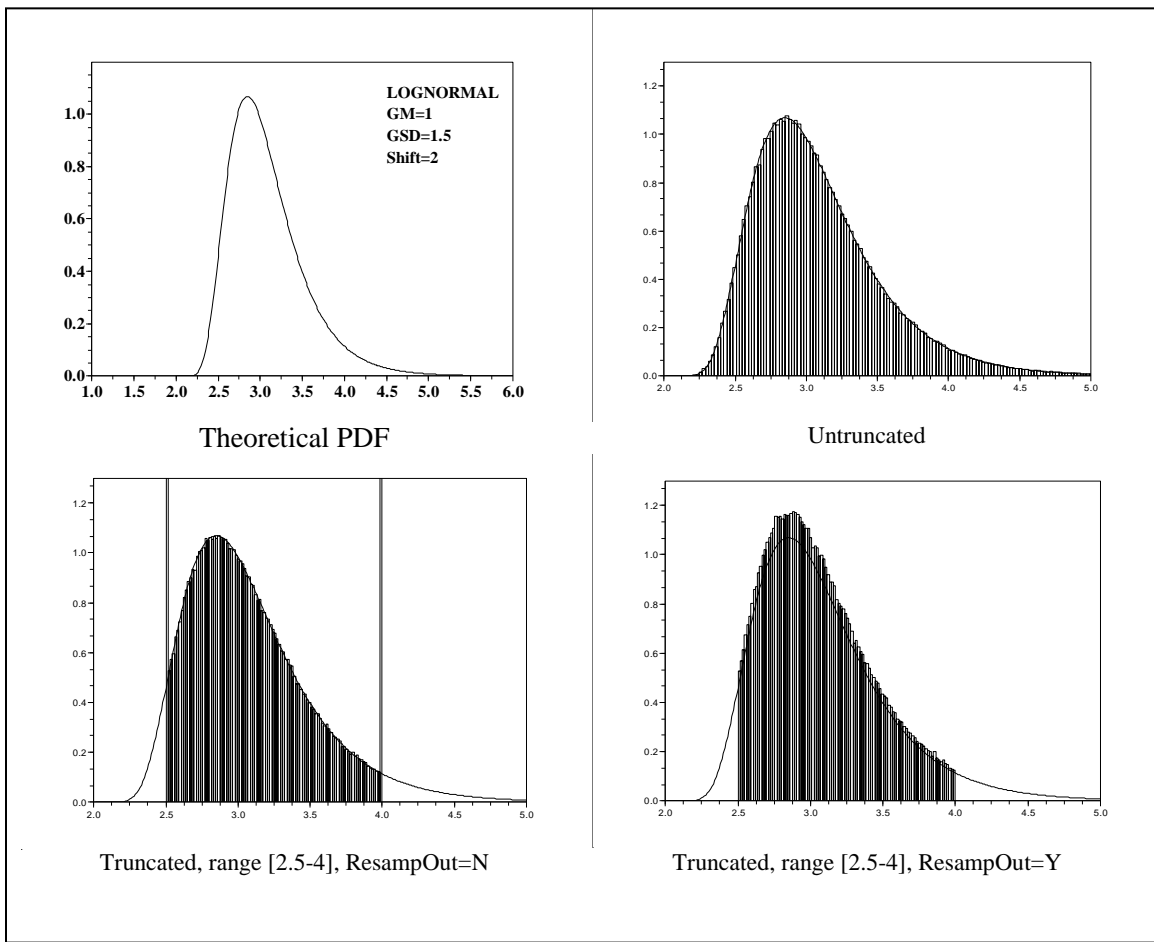 LOGNORMAL
GM=1
GSD=1.5
Shift=2
1.0
0.8
0.6
0.4
0.2
0.0
1.0 1.5 2.0 2.5 3.0 3.5 4.0 4.5 5.0 5.5 6.0
Theoretical PDF
1.2
1.0
0.8
0.6
0.4
0.2
0.0
2.0 2.5 3.0 3.5 4.0 4.5 5.0
Untruncated
1.2
1.0
0.8
0.6
0.4
0.2
0.0
2.0 2.5 3.0 3.5 4.0 4.5 5.0
Truncated, range [2.5-4], ResampOut=N
1.2
1.0
0.8
0.6
0.4
0.2
0.0
2.0 2.5 3.0 3.5 4.0 4.5 5.0
Truncated, range [2.5-4], ResampOut=Y